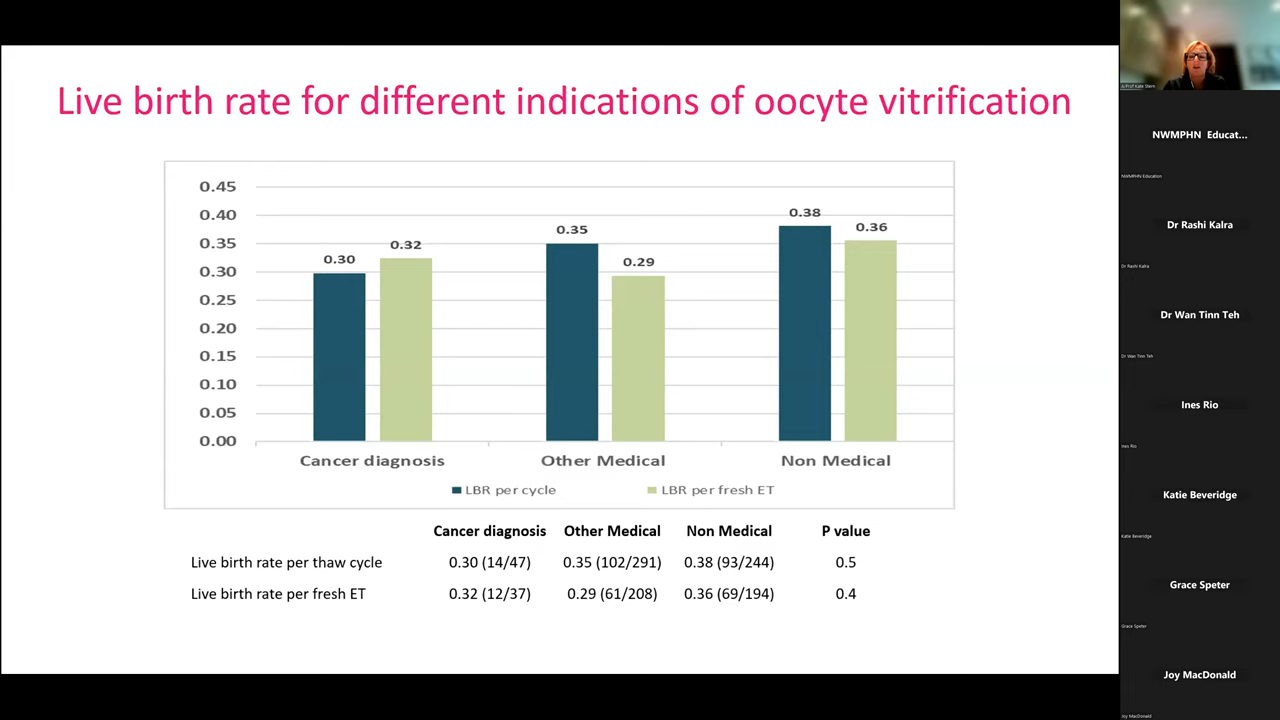 Live birth rate for different indications of oocyte vitrification
0.45
0.40
0.35
0.30
0.25
0.20
0.15
0.10
0.05
0.00
0.30
0.32
0.35
0.29
0.38
0.36
Cancer diagnosis Other Medical Non Medical
LBR per cycle LBR per fresh ET
Cancer diagnosis Other Medical Non Medical P value
Live birth rate per thaw cycle 0.30 (14/47) 0.35 (102/291) 0.38 (93/244) 0.5
Live birth rate per fresh ET 0.32 (12/37) 0.29 (61/208) 0.36 (69/194) 0.4
A/Prof Kate Stern
NWMPHN Educat...
NWMPHN Education
Dr Rashi Kalra
Dr Rashi Kalra
Dr Wan Tinn Teh
Dr Wan Tinn Teh
Ines Rio
Ines Rio
Katie Beveridge
Katie Beveridge
Grace Speter
Grace Speter
Joy MacDonald
Joy MacDonald